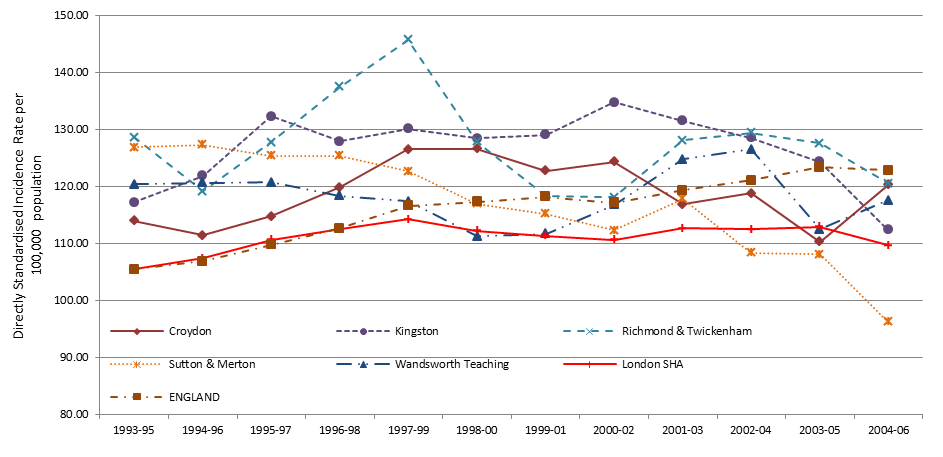 Directly Standardised Incidence Rate per
100,000 population
150.00
140.00
130.00
120.00
110.00
100.00
90.00
80.00
Croydon
Kingston
Richmond & Twickenham
Sutton & Merton
Wandsworth Teaching
London SHA
ENGLAND
1993-95
1994-96
1995-97
1996-98
1997-99
1998-00
1999-01
2000-02
2001-03
2002-04
2003-05
2004-06